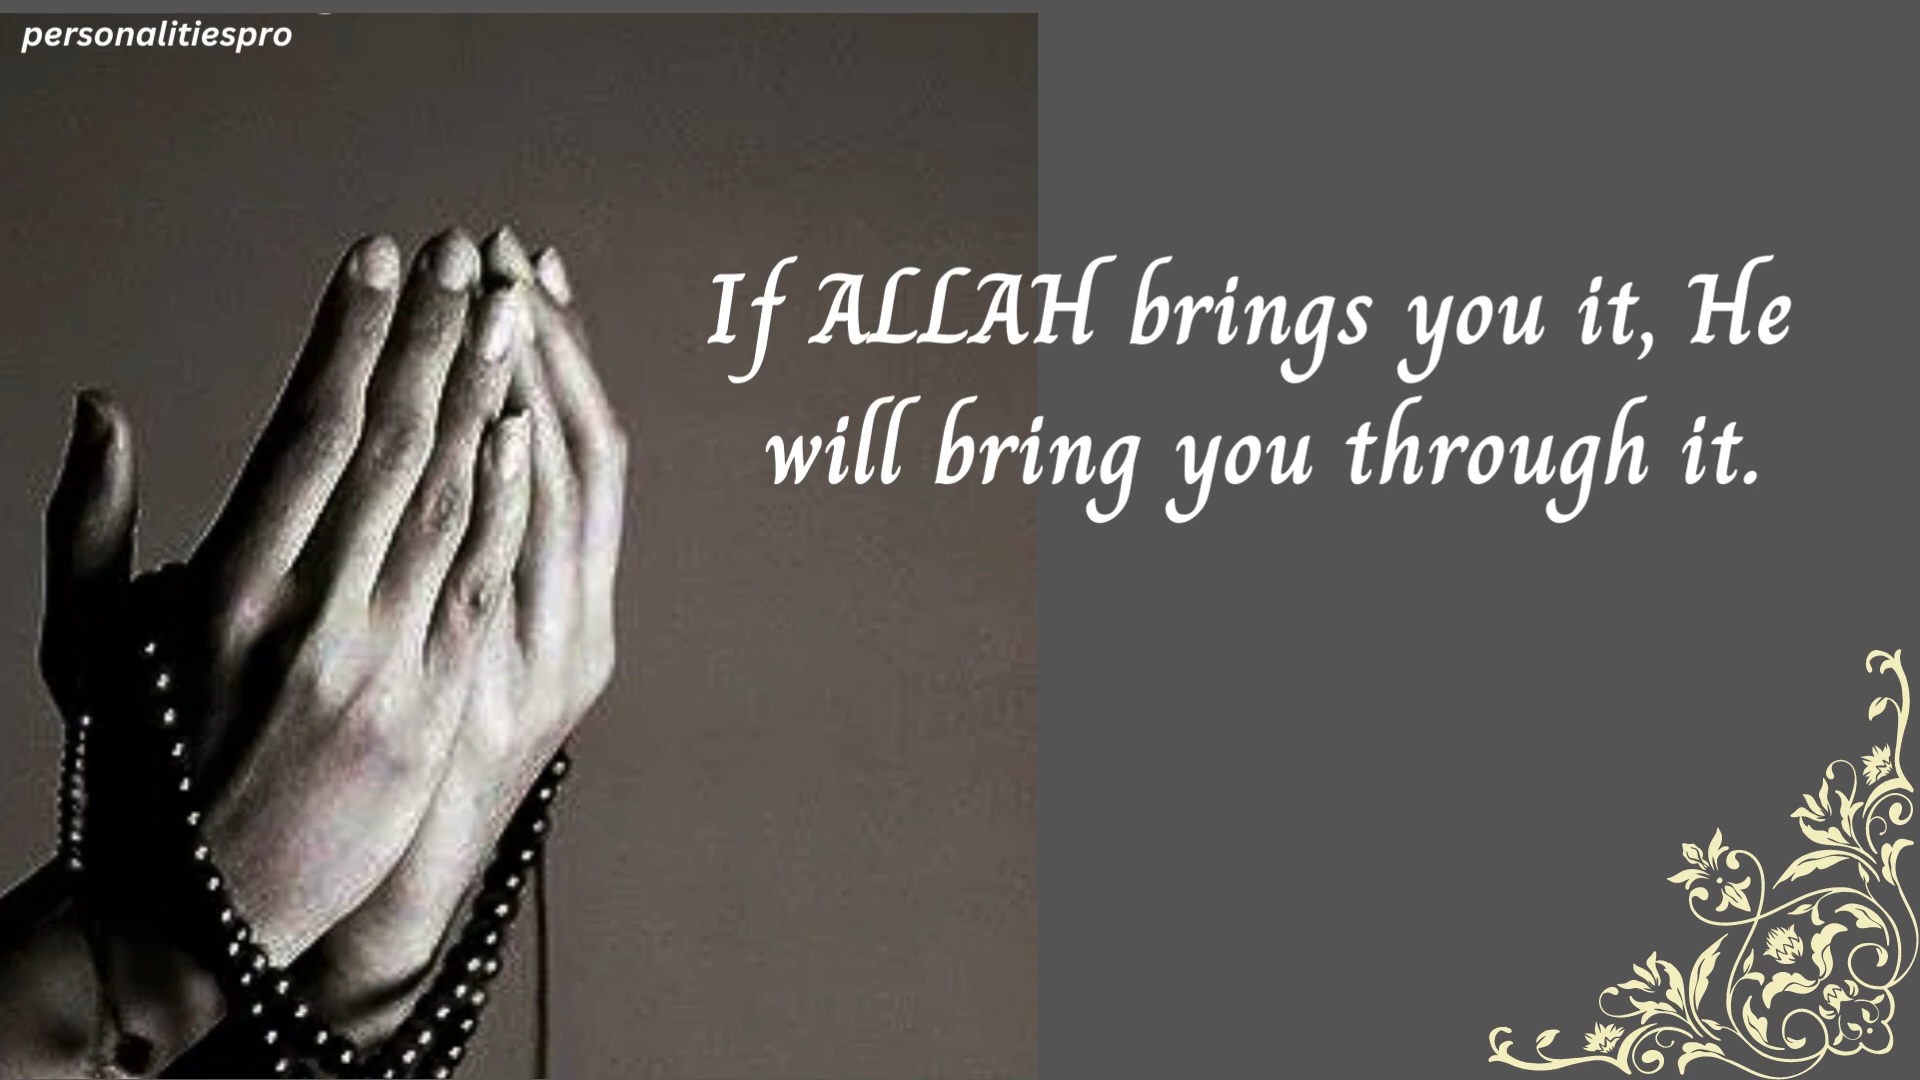 personalitiespro
If ALLAH brings you it, He
will bring you through it.